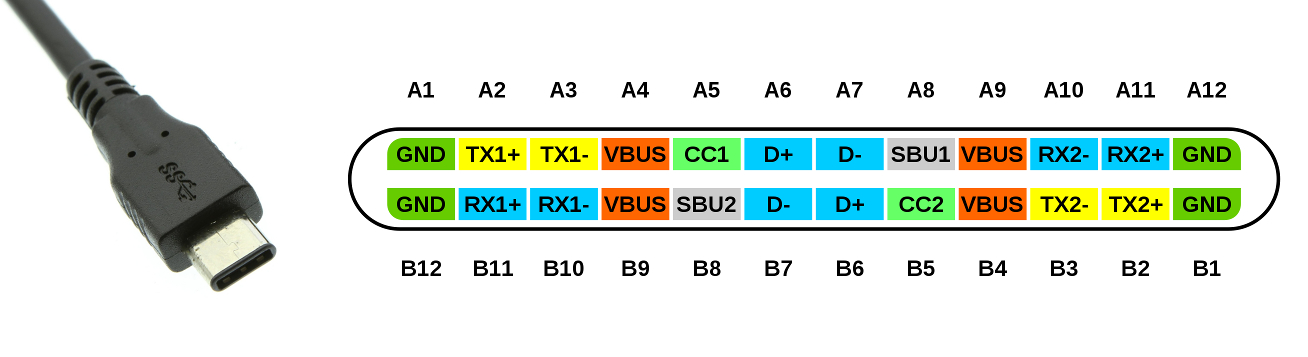 A1 A2 A3 A4 A5 A6 A7 A8 A9 A10 A11 A12
GND TX1+ TX1- VBUS CC1 D+ D- SBU1 VBUS RX2- RX2+ GND
GND RX1+ RX1- VBUS SBU2 D- D+ CC2 VBUS TX2- TX2+ GND
B12 B11 B10 B9 B8 B7 B6 B5 B4 B3 B2 B1
SS